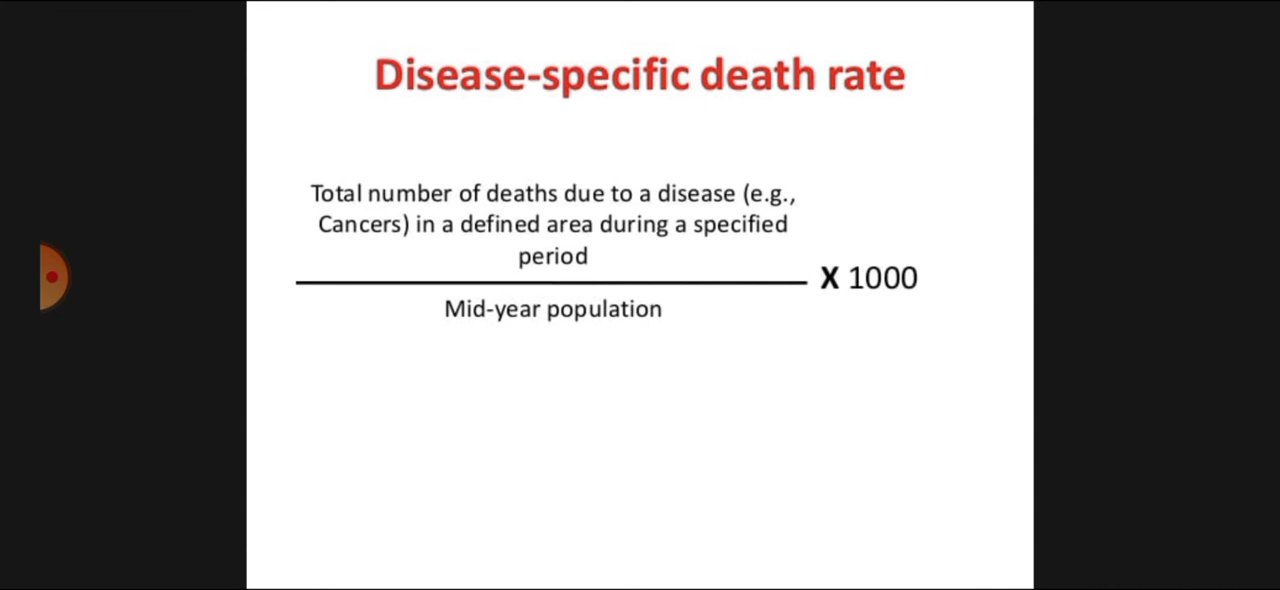 Disease-specific death rate
Total number of deaths due to a disease (e.g.,
Cancers) in a defined area during a specified
period
X 1000
Mid-year population